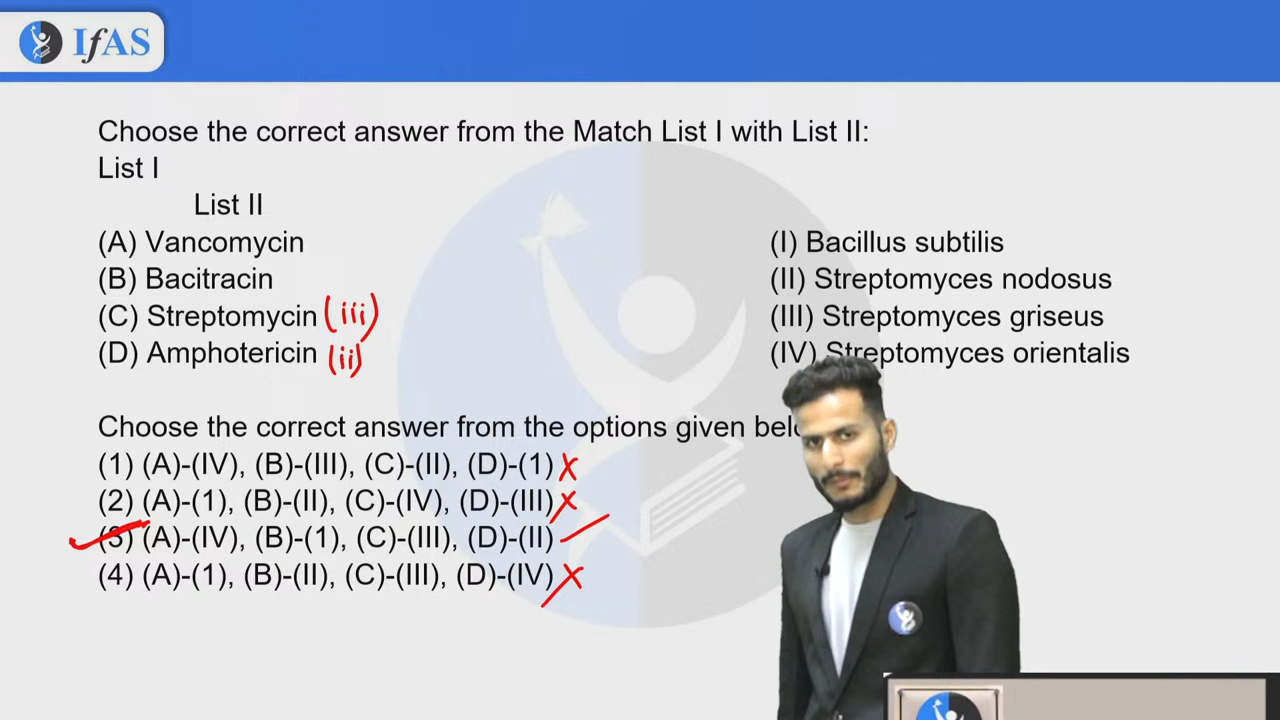 IfAS
Choose the correct answer from the Match List I with List II:
List I
List II
(A) Vancomycin (I) Bacillus subtilis
(B) Bacitracin (II) Streptomyces nodosus
(C) Streptomycin (iii) (III) Streptomyces griseus
(D) Amphotericin (ii) (IV) Streptomyces orientalis
Choose the correct answer from the options given belo
(1) (A)-(IV), (B)-(III), (C)-(II), (D)-(1) x
(2) (A)-(1), (B)-(II), (C)-(IV), (D)-(III) x
(3) (A)-(IV), (B)-(1), (C)-(III), (D)-(II)
(4) (A)-(1), (B)-(II), (C)-(III), (D)-(IV) x